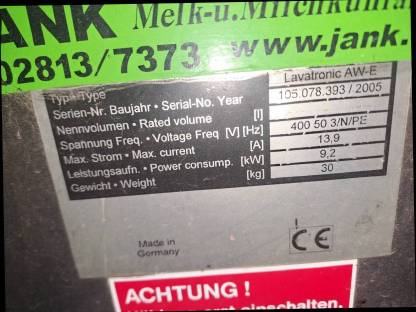 JANK Melk-u.Milchkühla
02813/7373 www.jank.
Typ • Type Lavatronic AW-E
Serien-Nr. Baujahr • Serial-No. Year 105.078.393 / 2005
Nennvolumen • Rated volume [l]
Spannung Freq. • Voltage Freq [V] [Hz] 400 50 3/N/PE
Max. Strom • Max. current [A] 13,9
Leistungsaufn. • Power consump. [kW] 9,2
Gewicht • Weight [kg] 30
Made in
Germany
CE
ACHTUNG !
einschalten,